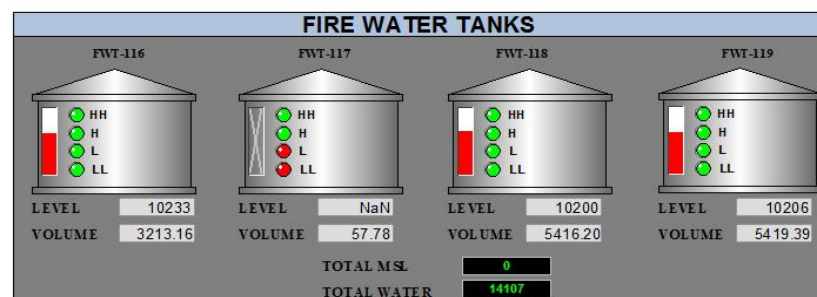 FIRE WATER TANKS
FWT-116 FWT-117 FWT-118 FWT-119
HH HH HH HH
H H H H
L L L L
LL LL LL LL
LEVEL 10233 LEVEL NaN LEVEL 10200 LEVEL 10206
VOLUME 3213.16 VOLUME 57.78 VOLUME 5416.20 VOLUME 5419.39
TOTAL MSL 0
TOTAL WATER 14107